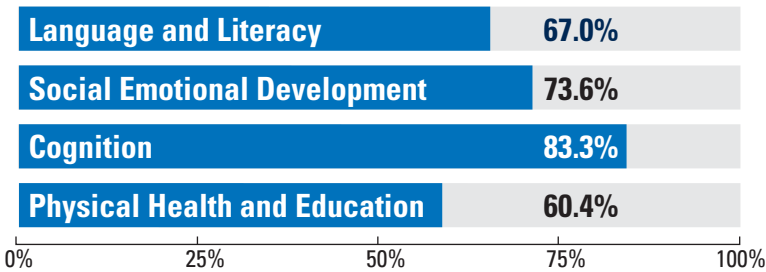 Language and Literacy 67.0%
Social Emotional Development 73.6%
Cognition 83.3%
Physical Health and Education 60.4%
0% 25% 50% 75% 100%